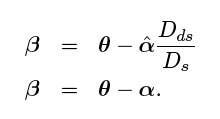 β = θ − α̂ D_ds / D_s
β = θ − α.